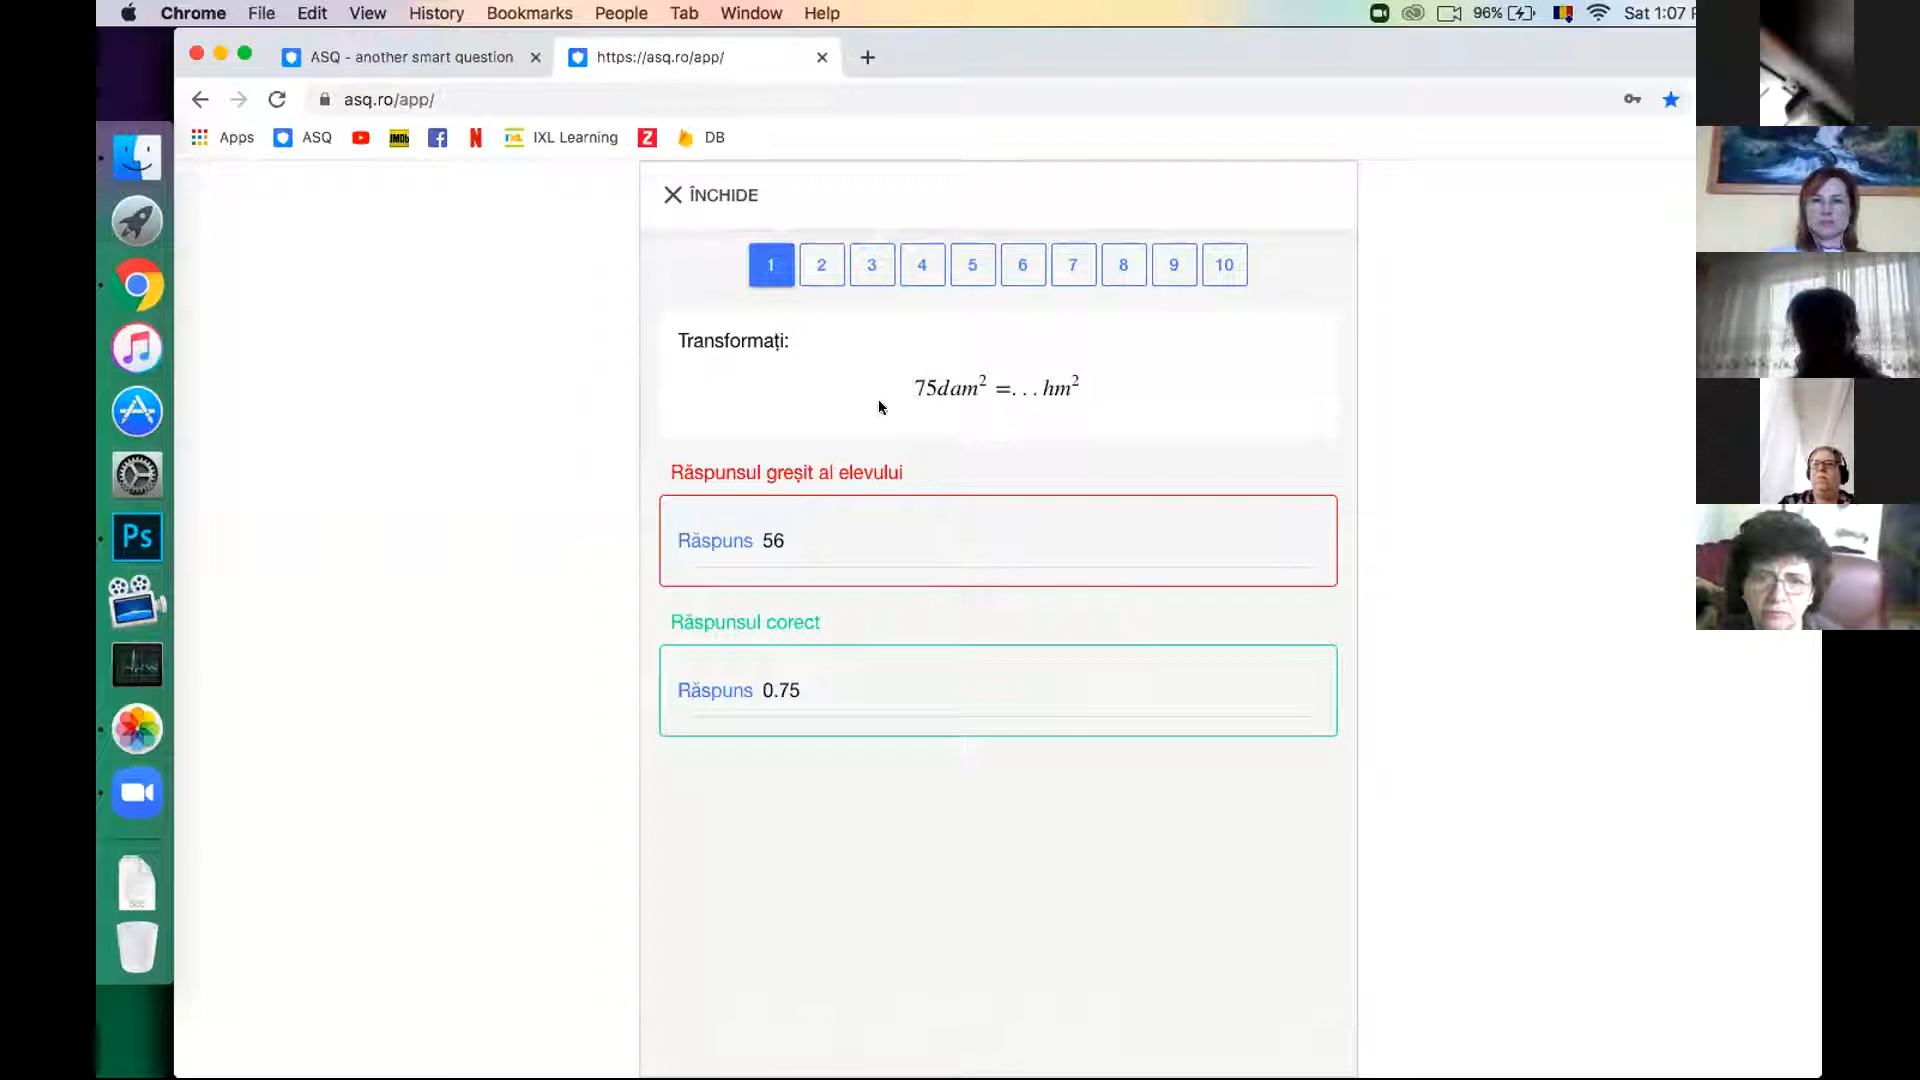 Chrome File Edit View History Bookmarks People Tab Window Help 96% Sat 1:07
ASQ - another smart question https://asq.ro/app/
asq.ro/app/
Apps ASQ IMDb N IXL Learning Z DB
ÎNCHIDE
1 2 3 4 5 6 7 8 9 10
Transformați:
75dam² =... hm²
Răspunsul greșit al elevului
Răspuns 56
Răspunsul corect
Răspuns 0.75
Ps